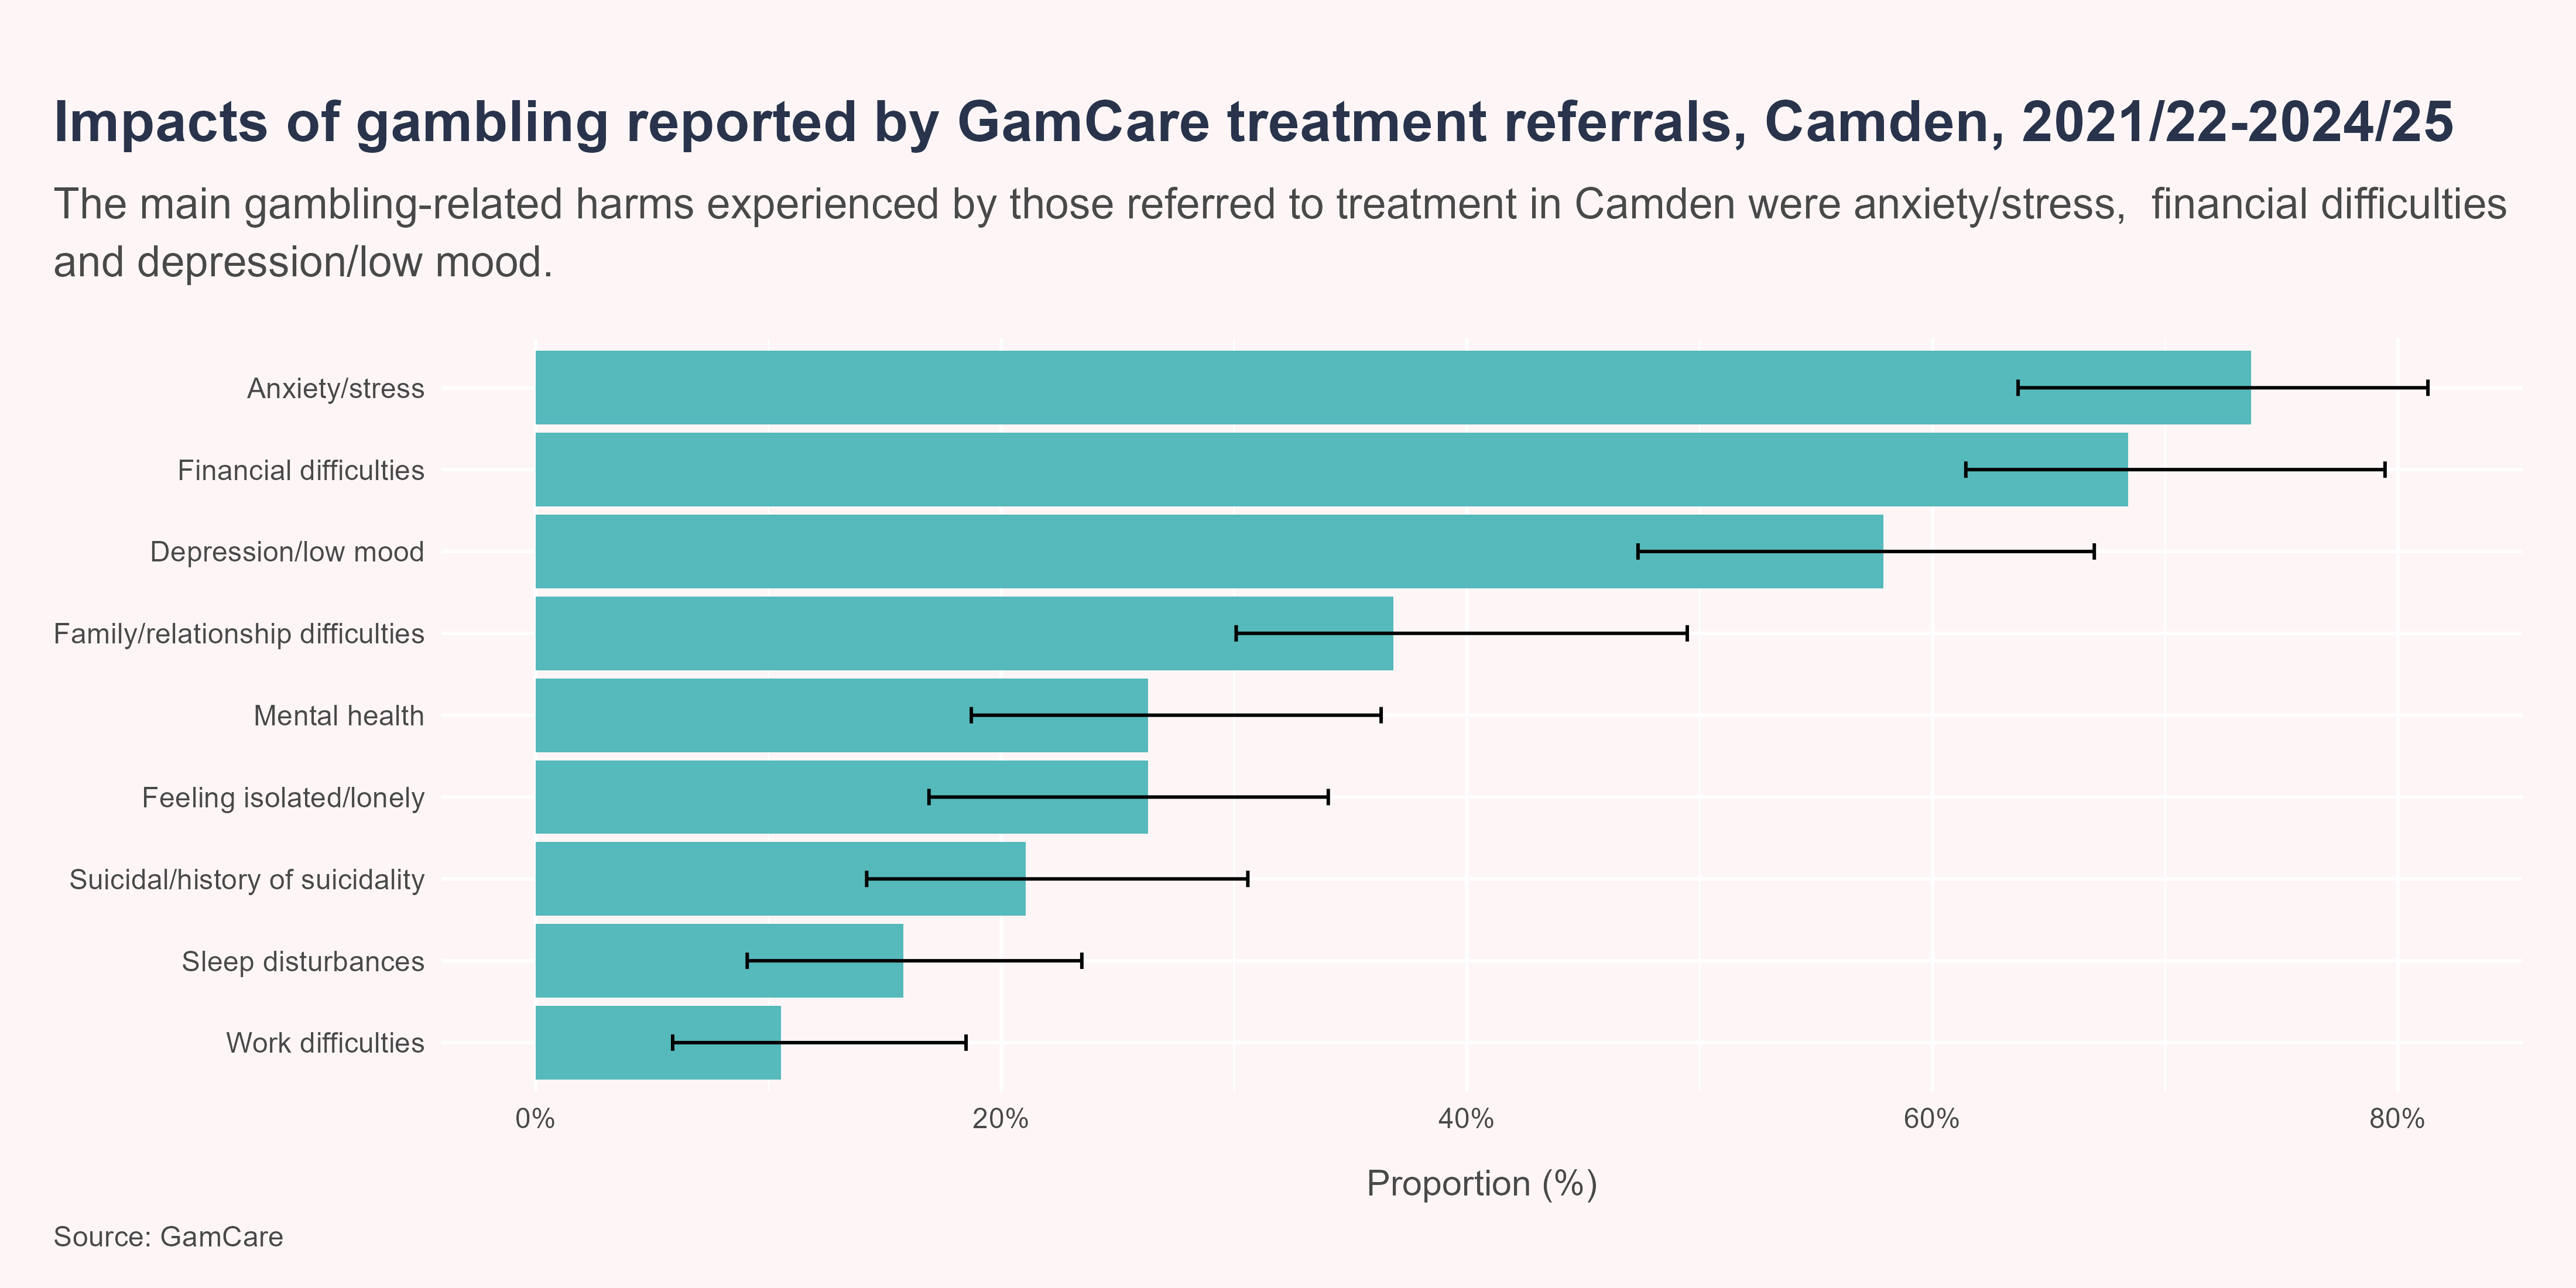 Impacts of gambling reported by GamCare treatment referrals, Camden, 2021/22-2024/25
The main gambling-related harms experienced by those referred to treatment in Camden were anxiety/stress,  financial difficulties
and depression/low mood.
Anxiety/stress
Financial difficulties
Depression/low mood
Family/relationship difficulties
Mental health
Feeling isolated/lonely
Suicidal/history of suicidality
Sleep disturbances
Work difficulties
0% 20% 40% 60% 80%
Proportion (%)
Source: GamCare